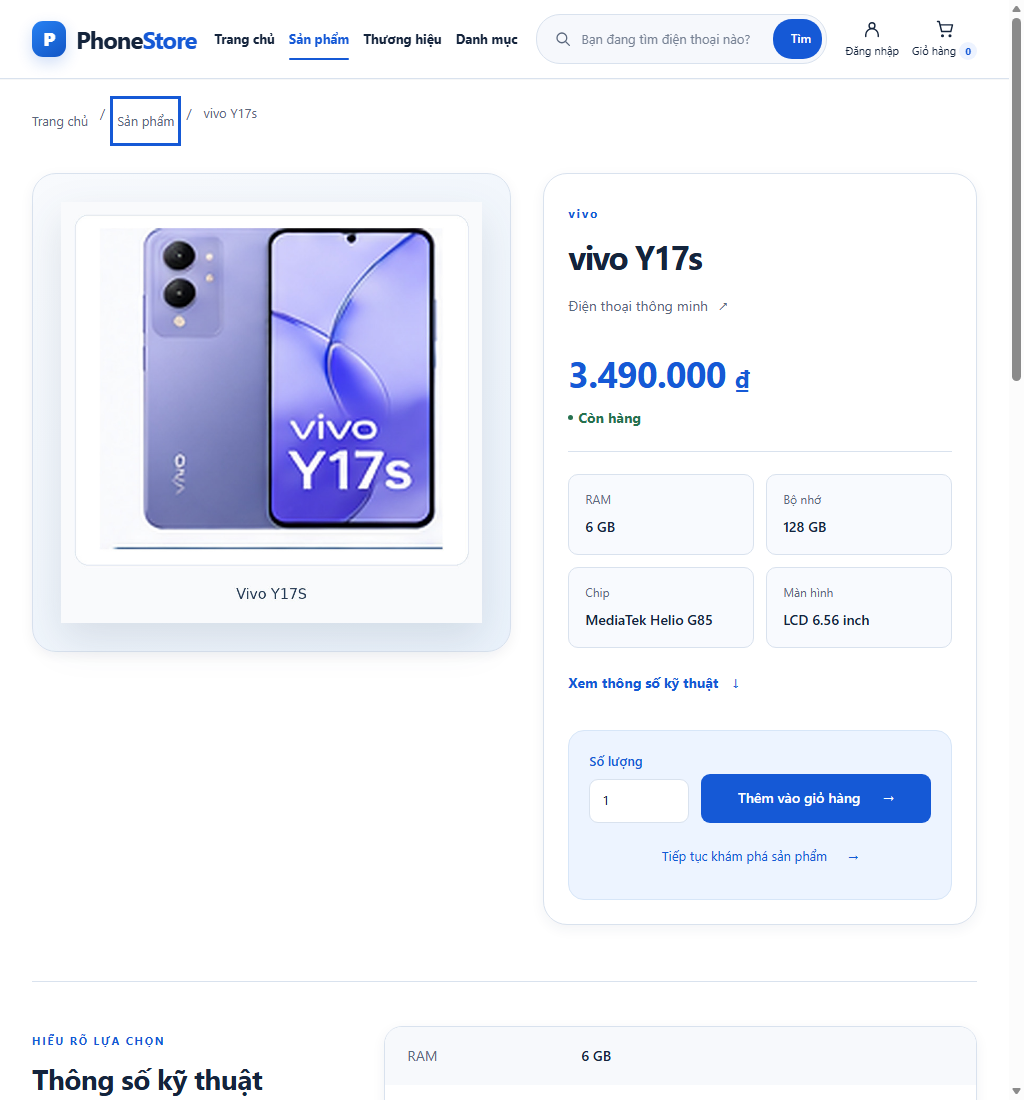 P PhoneStore Trang chủ Sản phẩm Thương hiệu Danh mục Bạn đang tìm điện thoại nào? Tìm Đăng nhập Giỏ hàng 0
Trang chủ / Sản phẩm / vivo Y17s
vivo
vivo Y17s
Vivo Y17S
vivo
vivo Y17s
Điện thoại thông minh ↗
3.490.000 ₫
• Còn hàng
RAM
6 GB
Bộ nhớ
128 GB
Chip
MediaTek Helio G85
Màn hình
LCD 6.56 inch
Xem thông số kỹ thuật ↓
Số lượng
1
Thêm vào giỏ hàng →
Tiếp tục khám phá sản phẩm →
HIỂU RÕ LỰA CHỌN
Thông số kỹ thuật
RAM 6 GB